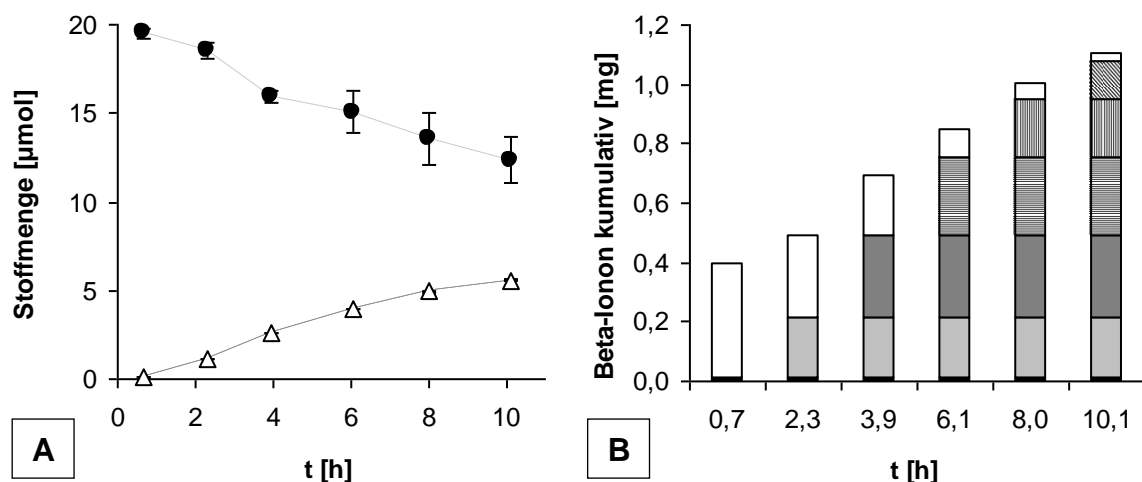 Stoffmenge [µmol]
20
15
10
5
0
0 2 4 6 8 10
t [h]
A
Beta-Ionon kumulativ [mg]
1,2
1,0
0,8
0,6
0,4
0,2
0,0
0,7 2,3 3,9 6,1 8,0 10,1
t [h]
B